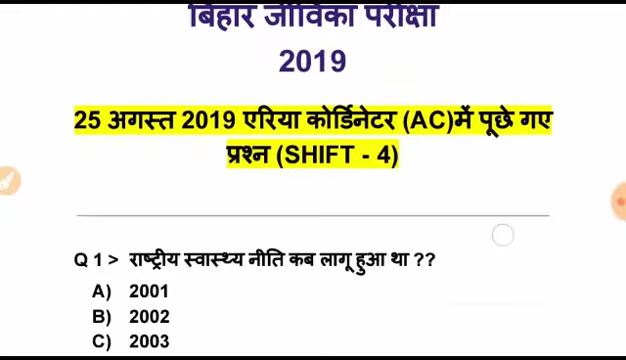 बिहार जीविका परीक्षा
2019
25 अगस्त 2019 एरिया कोर्डिनेटर (AC)में पूछे गए
प्रश्न (SHIFT - 4)
Q 1 > राष्ट्रीय स्वास्थ्य नीति कब लागू हुआ था ??
A) 2001
B) 2002
C) 2003